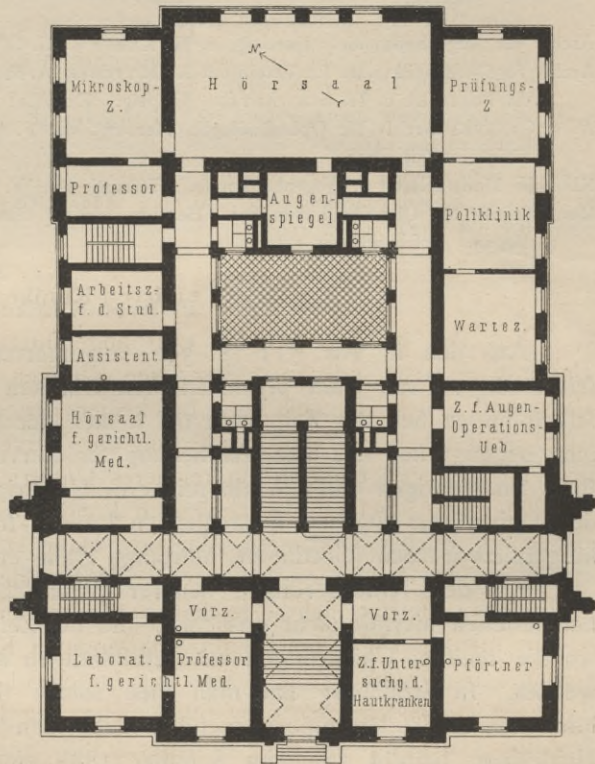 N
Hörsaal
Mikroskop-
Z.
Prüfungs-
Z
Professor
Augen-
spiegel
Poliklinik
Arbeitsz-
f. d. Stud.
Assistent
Wartez.
Hörsaal
f. gerichtl.
Med.
Z. f. Augen-
Operations-
Ueb
Vorz.
Vorz.
Laborat.
f. gerichtl. Med.
Professor
Z. f. Unter-
suchg. d.
Hautkranken
Pförtner